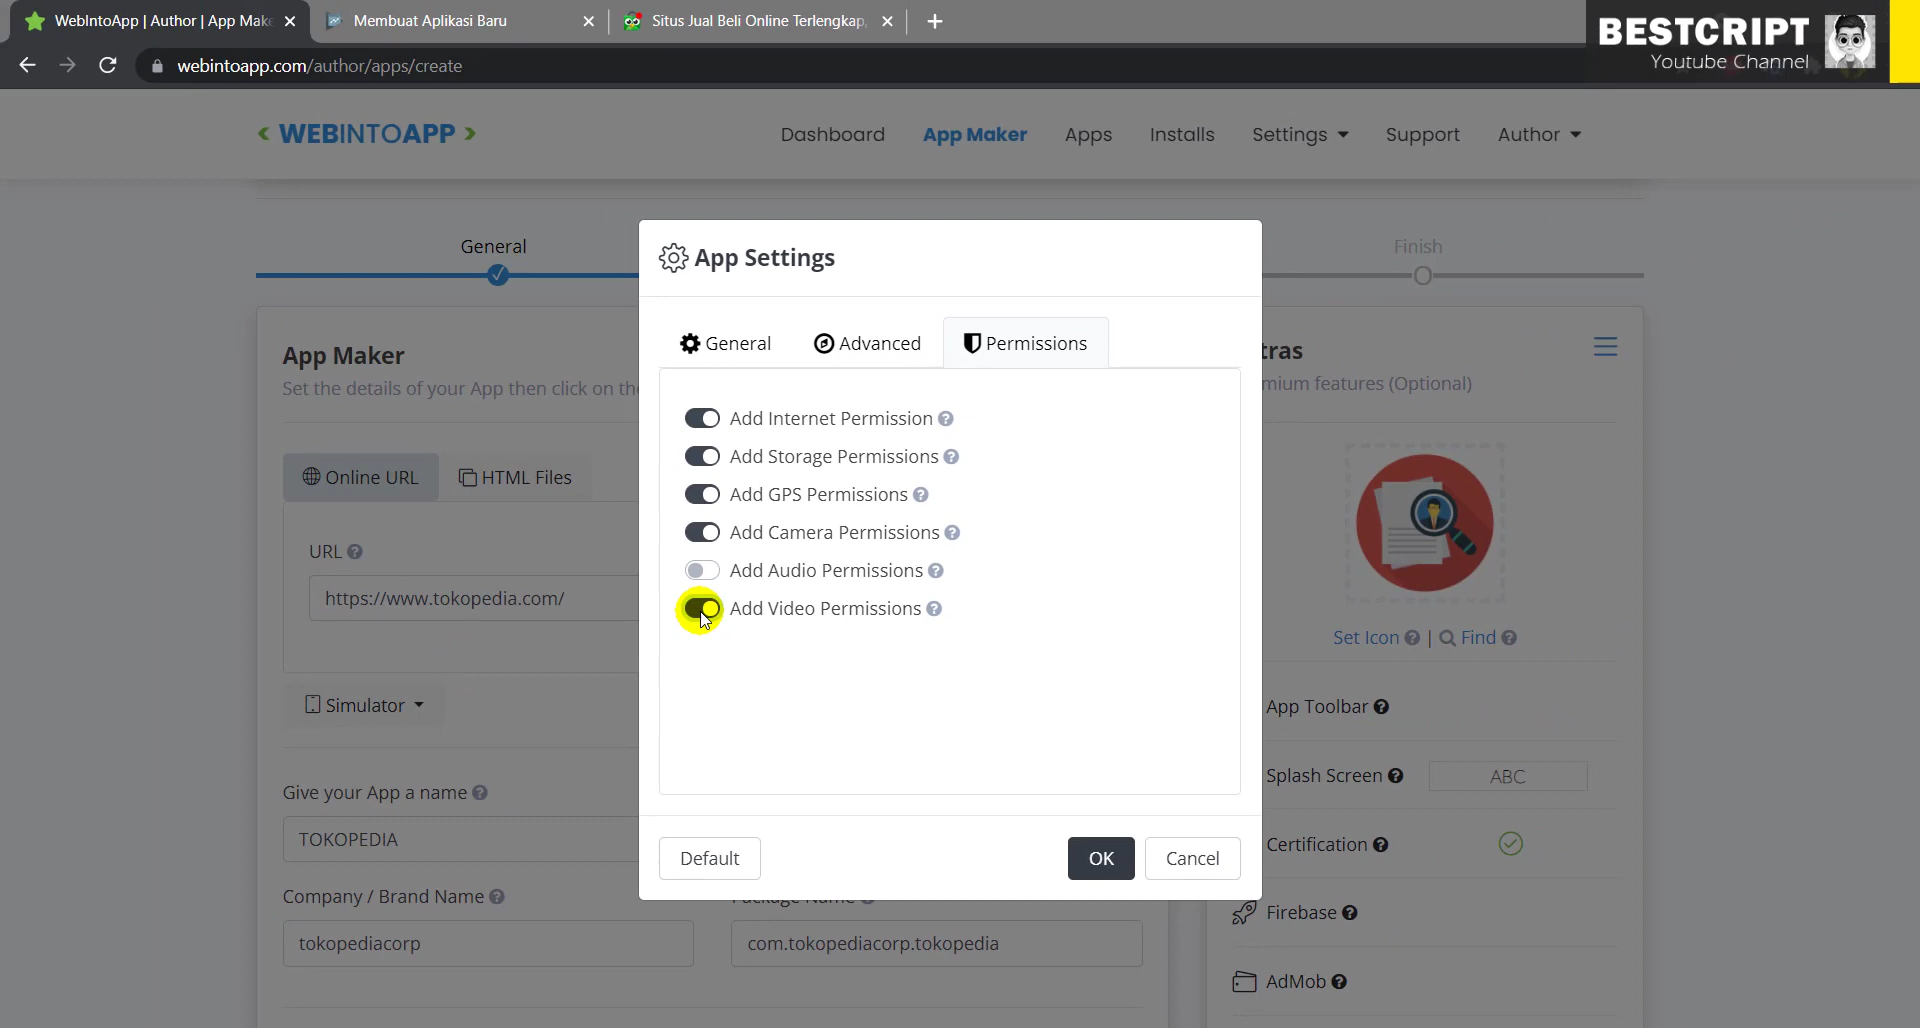 WebIntoApp | Author | App Make
Membuat Aplikasi Baru
Situs Jual Beli Online Terlengkap,
BESTCRIPT
Youtube Channel
webintoapp.com/author/apps/create
< WEBINTOAPP >
Dashboard
App Maker
Apps
Installs
Settings
Support
Author
General
Finish
App Settings
General
Advanced
Permissions
Add Internet Permission
Add Storage Permissions
Add GPS Permissions
Add Camera Permissions
Add Audio Permissions
Add Video Permissions
Default
OK
Cancel
App Maker
Set the details of your App then click on the
Online URL
HTML Files
URL
https://www.tokopedia.com/
Simulator
Give your App a name
TOKOPEDIA
Company / Brand Name
Package Name
tokopediacorp
com.tokopediacorp.tokopedia
tras
mium features (Optional)
Set Icon | Find
App Toolbar
Splash Screen
ABC
Certification
Firebase
AdMob